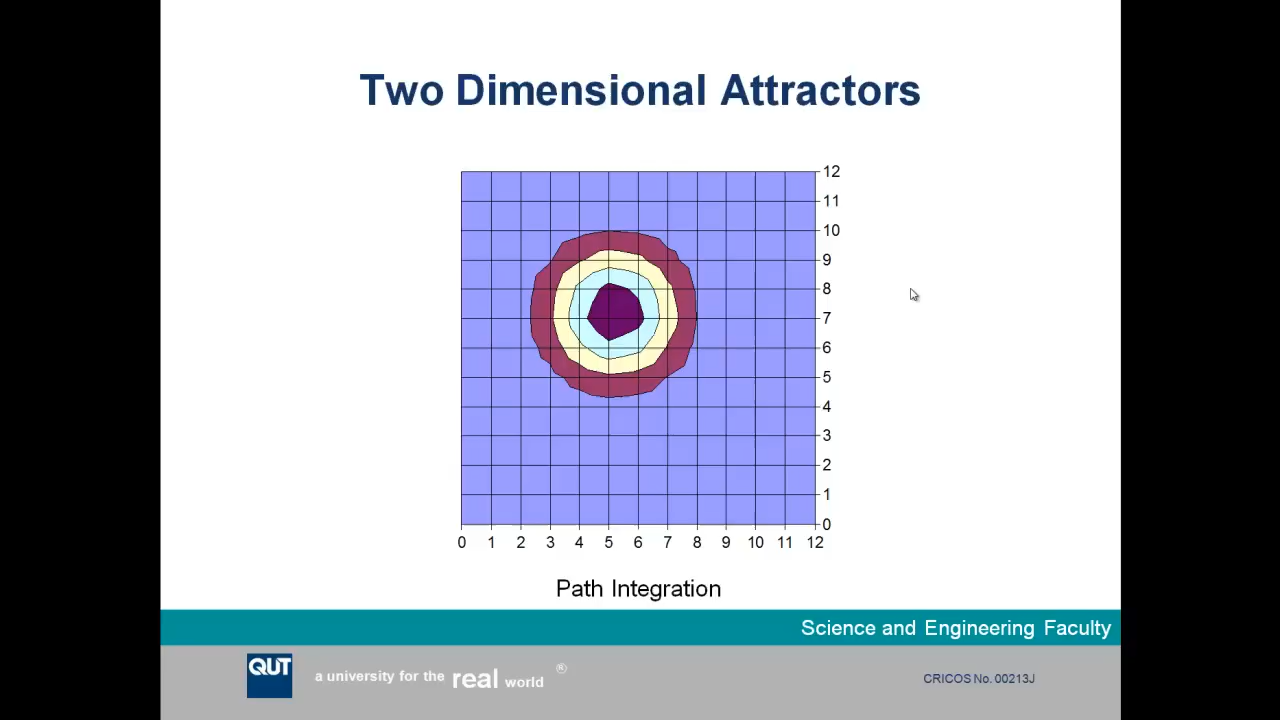 Two Dimensional Attractors
12
11
10
9
8
7
6
5
4
3
2
1
0
0 1 2 3 4 5 6 7 8 9 10 11 12
Path Integration
Science and Engineering Faculty
QUT
a university for the real world ®
CRICOS No. 00213J